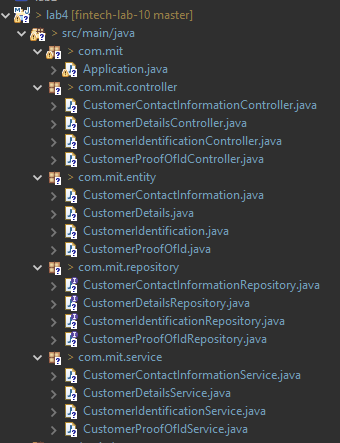 > lab4 [fintech-lab-10 master]
> src/main/java
> com.mit
> Application.java
> com.mit.controller
> CustomerContactInformationController.java
> CustomerDetailsController.java
> CustomerIdentificationController.java
> CustomerProofOfIdController.java
> com.mit.entity
> CustomerContactInformation.java
> CustomerDetails.java
> CustomerIdentification.java
> CustomerProofOfId.java
> com.mit.repository
> CustomerContactInformationRepository.java
> CustomerDetailsRepository.java
> CustomerIdentificationRepository.java
> CustomerProofOfIdRepository.java
> com.mit.service
> CustomerContactInformationService.java
> CustomerDetailsService.java
> CustomerIdentificationService.java
> CustomerProofOfIdService.java